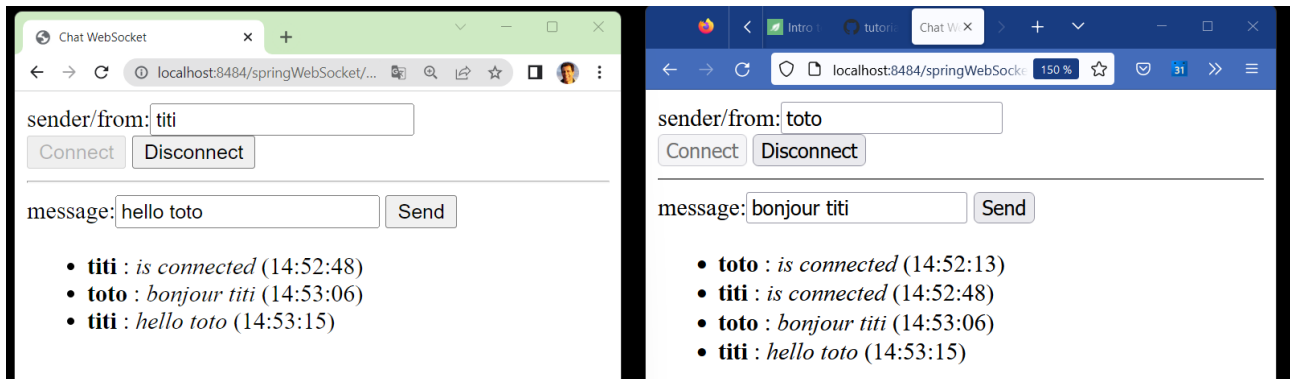 Chat WebSocket
localhost:8484/springWebSocket/...
sender/from: titi
Connect Disconnect
message: hello toto Send
• titi : is connected (14:52:48)
• toto : bonjour titi (14:53:06)
• titi : hello toto (14:53:15)
Intro t tutoria Chat W
localhost:8484/springWebSocke 150 % 31
sender/from: toto
Connect Disconnect
message: bonjour titi Send
• toto : is connected (14:52:13)
• titi : is connected (14:52:48)
• toto : bonjour titi (14:53:06)
• titi : hello toto (14:53:15)